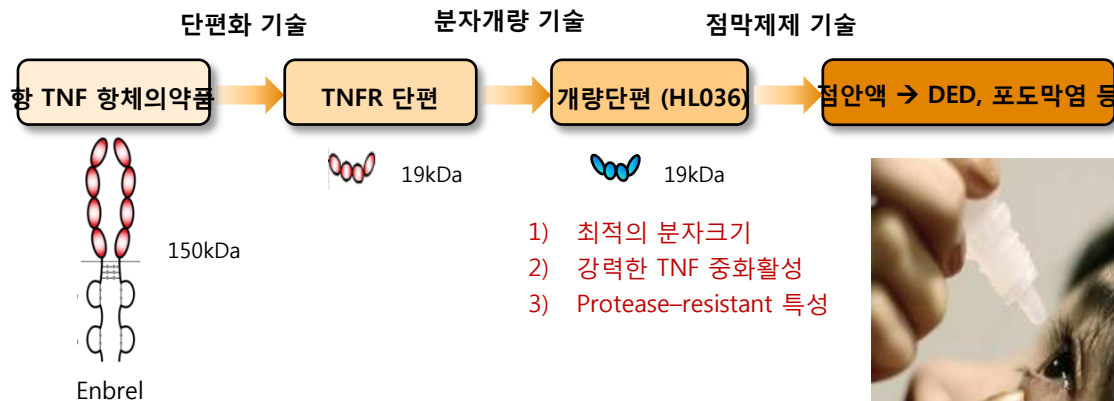 단편화 기술
분자개량 기술
점막제제 기술
항 TNF 항체의약품
TNFR 단편
개량단편 (HL036)
점안액 → DED, 포도막염 등
150kDa
19kDa
19kDa
1) 최적의 분자크기
2) 강력한 TNF 중화활성
3) Protease–resistant 특성
Enbrel